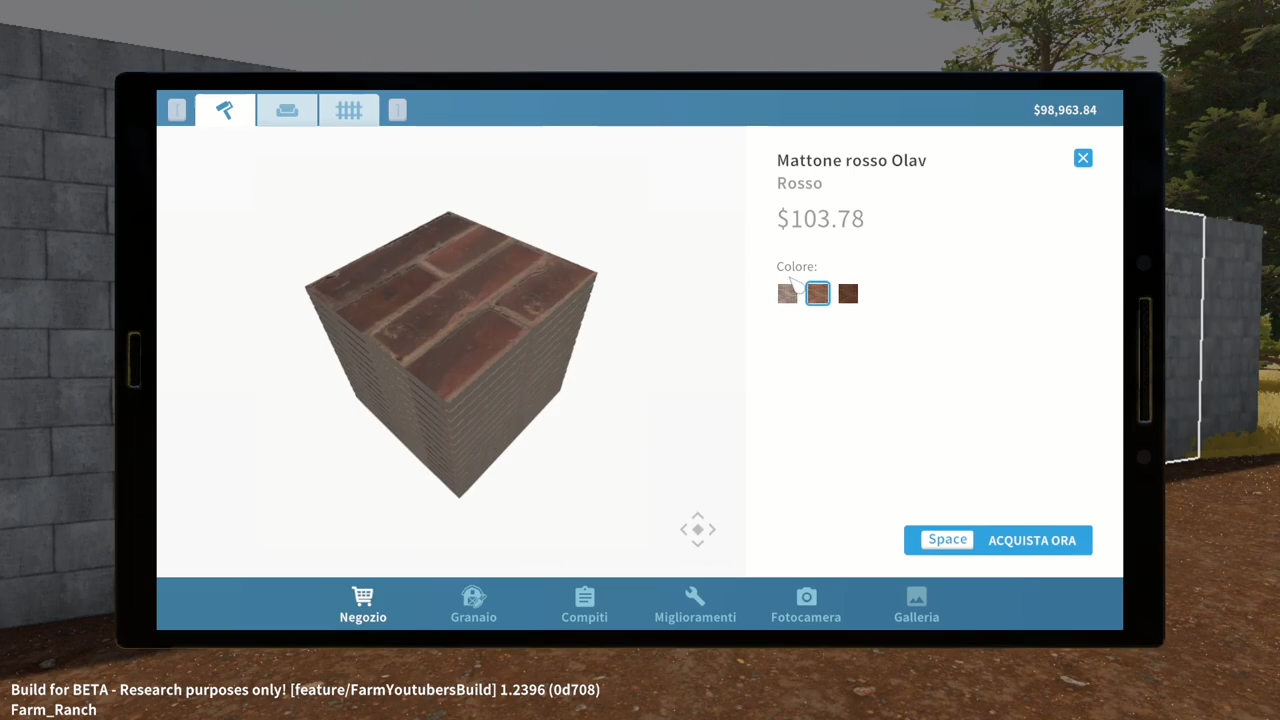 $98,963.84
Mattone rosso Olav
Rosso
$103.78
Colore:
Space ACQUISTA ORA
Negozio Granaio Compiti Miglioramenti Fotocamera Galleria
Build for BETA - Research purposes only! [feature/FarmYoutubersBuild] 1.2396 (0d708)
Farm_Ranch